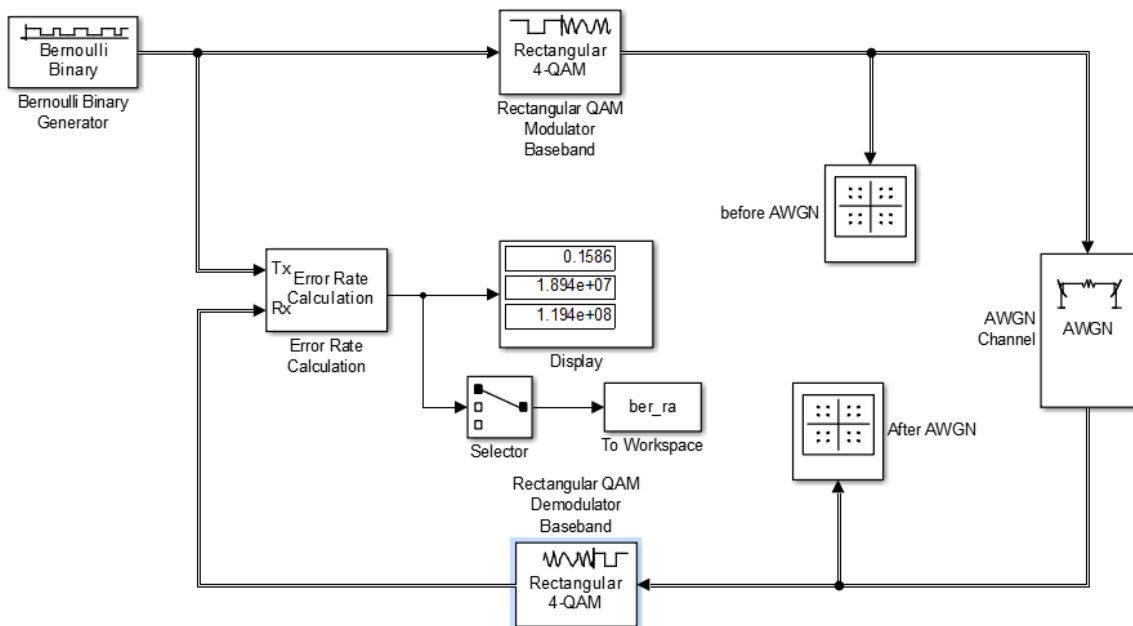 Bernoulli
Binary
Bernoulli Binary
Generator
Rectangular
4-QAM
Rectangular QAM
Modulator
Baseband
before AWGN
AWGN
Channel
AWGN
Tx
Rx
Error Rate
Calculation
Error Rate
Calculation
0.1586
1.894e+07
1.194e+08
Display
Selector
ber_ra
To Workspace
After AWGN
Rectangular QAM
Demodulator
Baseband
Rectangular
4-QAM